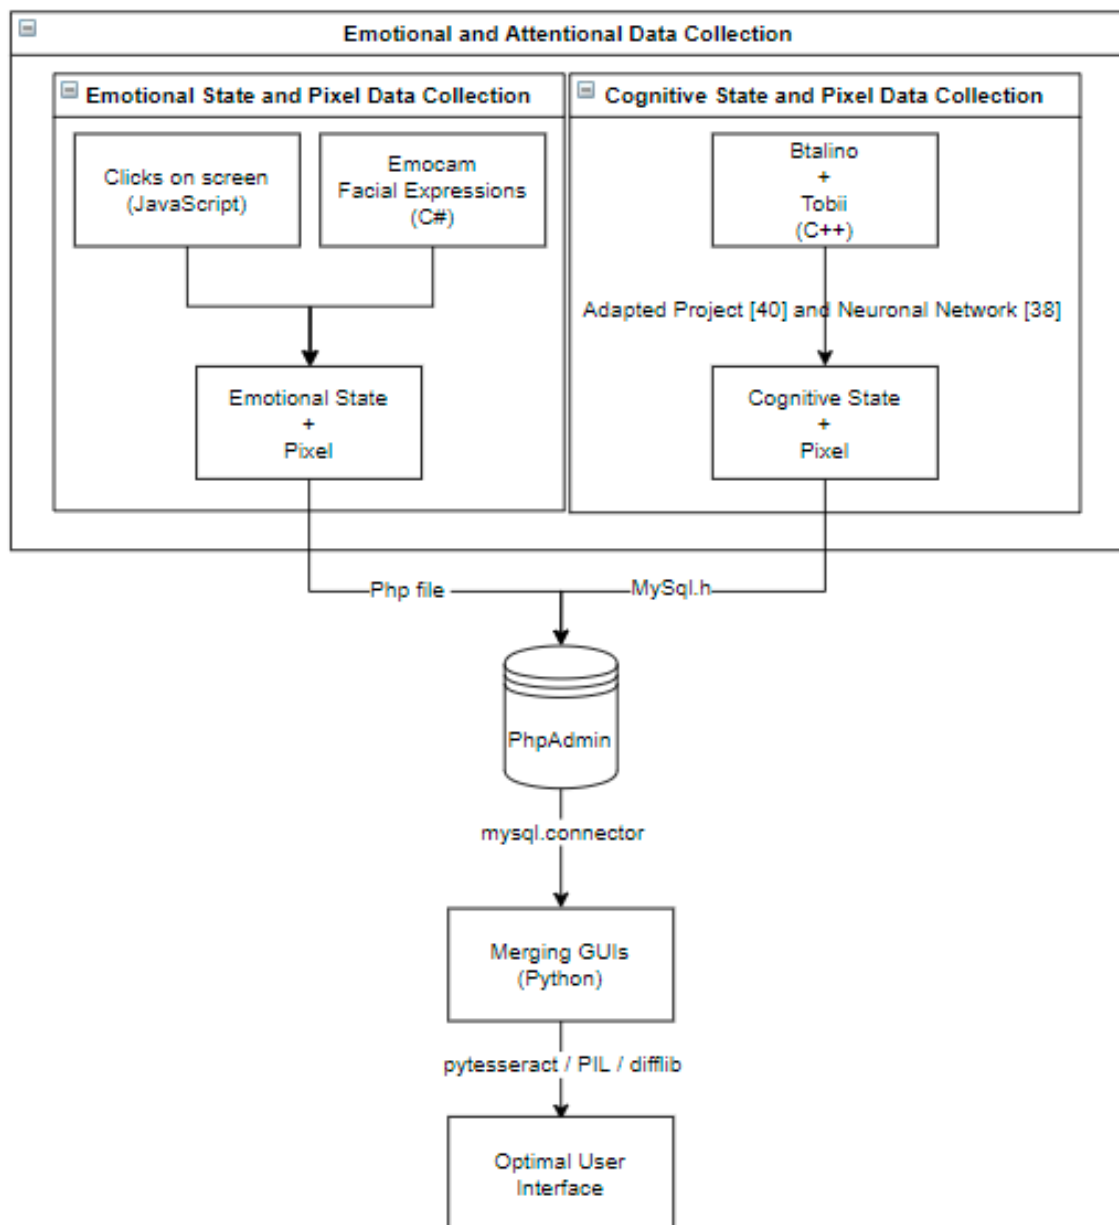 Emotional and Attentional Data Collection
Emotional State and Pixel Data Collection
Clicks on screen
(JavaScript)
Emocam
Facial Expressions
(C#)
Emotional State
+
Pixel
Cognitive State and Pixel Data Collection
Btalino
+
Tobii
(C++)
Adapted Project [40] and Neuronal Network [38]
Cognitive State
+
Pixel
Php file
MySql.h
PhpAdmin
mysql.connector
Merging GUIs
(Python)
pytesseract / PIL / difflib
Optimal User
Interface